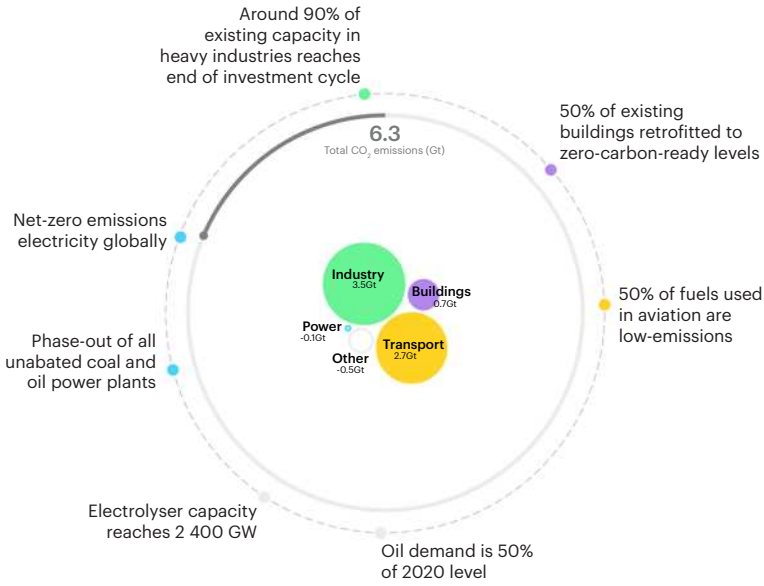 Around 90% of
existing capacity in
heavy industries reaches
end of investment cycle
50% of existing
buildings retrofitted to
zero-carbon-ready levels
6.3
Total CO₂ emissions (Gt)
Net-zero emissions
electricity globally
Industry
3.5Gt
Buildings
0.7Gt
50% of fuels used
in aviation are
low-emissions
Power
-0.1Gt
Transport
2.7Gt
Other
-0.5Gt
Phase-out of all
unabated coal and
oil power plants
Electrolyser capacity
reaches 2 400 GW
Oil demand is 50%
of 2020 level